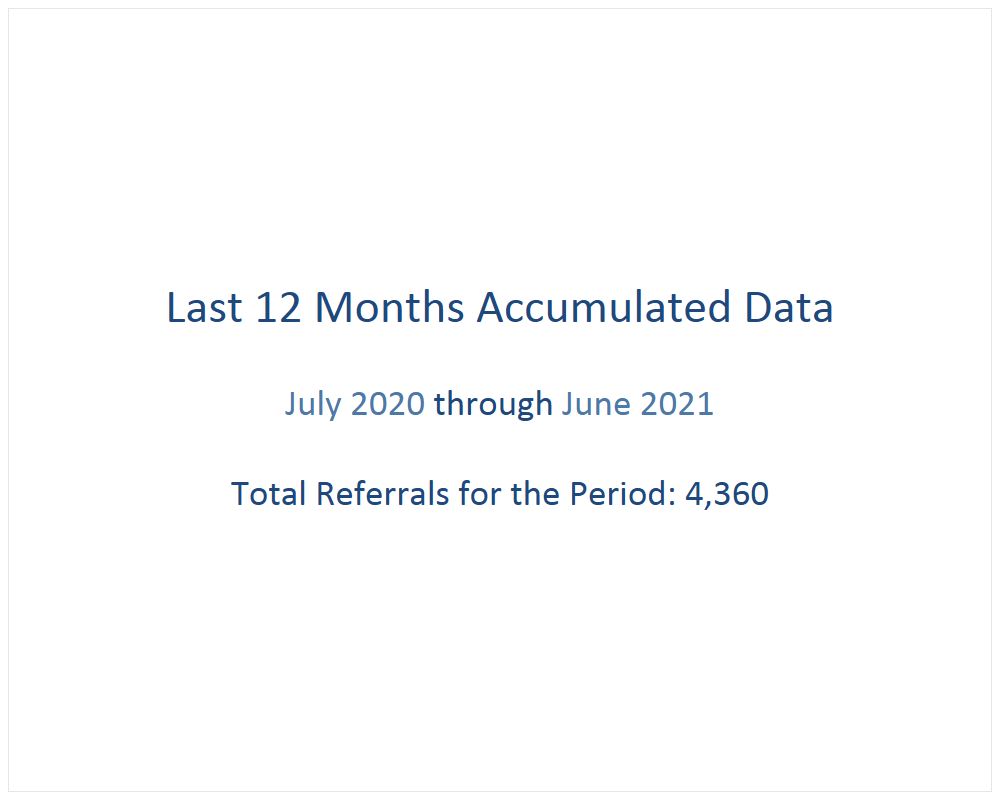 Last 12 Months Accumulated Data
July 2020 through June 2021
Total Referrals for the Period: 4,360